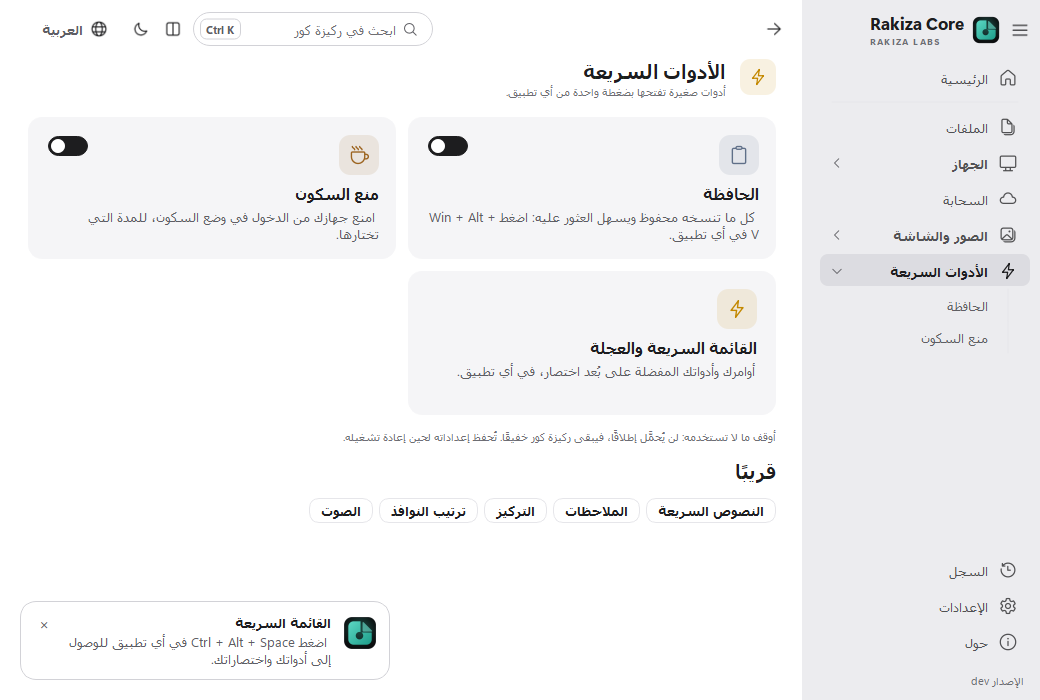 Rakiza Core
RAKIZA LABS
الرئيسية
الملفات
الجهاز
السحابة
الصور والشاشة
الأدوات السريعة
الحافظة
منع السكون
السجل
الإعدادات
حول
الإصدار dev
ابحث في ركيزة كور
Ctrl K
العربية
الأدوات السريعة
أدوات صغيرة تفتحها بضغطة واحدة من أي تطبيق.
الحافظة
كل ما تنسخه محفوظ ويسهل العثور عليه: اضغط Win + Alt +
V في أي تطبيق.
منع السكون
امنع جهازك من الدخول في وضع السكون، للمدة التي
تختارها.
القائمة السريعة والعجلة
أوامرك وأدواتك المفضلة على بُعد اختصار، في أي تطبيق.
أوقف ما لا تستخدمه: لن يُحمَّل إطلاقًا، فيبقى ركيزة كور خفيفًا. تُحفظ إعداداته لحين إعادة تشغيله.
قريبًا
النصوص السريعة
الملاحظات
التركيز
ترتيب النوافذ
الصوت
القائمة السريعة
اضغط Ctrl + Alt + Space في أي تطبيق للوصول
إلى أدواتك واختصاراتك.